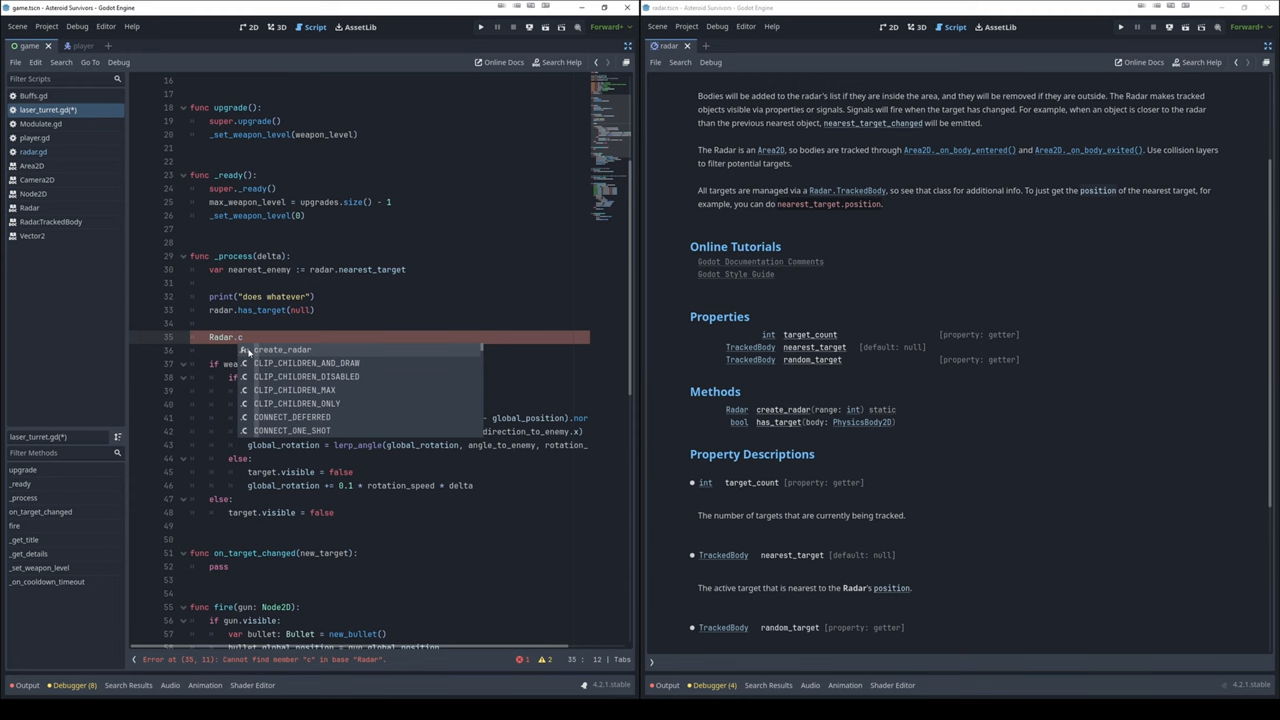 game.tscn - Asteroid Survivors - Godot Engine
Scene Project Debug Editor Help
2D 3D Script AssetLib
Forward+
game
player
File Edit Search Go To Debug
Online Docs Search Help
Filter Scripts
Buffs.gd
laser_turret.gd(*)
Modulate.gd
player.gd
radar.gd
Area2D
Camera2D
Node2D
Radar
Radar.TrackedBody
Vector2
laser_turret.gd(*)
Filter Methods
upgrade
_ready
_process
on_target_changed
fire
_get_title
_get_details
_set_weapon_level
_on_cooldown_timeout
16
17
18 func upgrade():
19 super.upgrade()
20 _set_weapon_level(weapon_level)
21
22
23 func _ready():
24 super._ready()
25 max_weapon_level = upgrades.size() - 1
26 _set_weapon_level(0)
27
28
29 func _process(delta):
30 var nearest_enemy := radar.nearest_target
31
32 print("does whatever")
33 radar.has_target(null)
34
35 Radar.c
create_radar
CLIP_CHILDREN_AND_DRAW
CLIP_CHILDREN_DISABLED
CLIP_CHILDREN_MAX
CLIP_CHILDREN_ONLY
CONNECT_DEFERRED
CONNECT_ONE_SHOT
36
37 if wea
38 if
39
40
41 - global_position).nor
42 direction_to_enemy.x)
43 global_rotation = lerp_angle(global_rotation, angle_to_enemy, rotation_
44 else:
45 target.visible = false
46 global_rotation += 0.1 * rotation_speed * delta
47 else:
48 target.visible = false
49
50
51 func on_target_changed(new_target):
52 pass
53
54
55 func fire(gun: Node2D):
56 if gun.visible:
57 var bullet: Bullet = new_bullet()
58 bullet.global_position = gun.global_position
Error at (35, 11): Cannot find member "c" in base "Radar".
1 2 35 : 12 | Tabs
Output Debugger (8) Search Results Audio Animation Shader Editor
4.2.1.stable
radar.tscn - Asteroid Survivors - Godot Engine
Scene Project Debug Editor Help
2D 3D Script AssetLib
Forward+
radar
File Search Debug
Online Docs Search Help
Bodies will be added to the radar's list if they are inside the area, and they will be removed if they are outside. The Radar makes tracked
objects visible via properties or signals. Signals will fire when the target has changed. For example, when an object is closer to the radar
than the previous nearest object, nearest_target_changed will be emitted.
The Radar is an Area2D, so bodies are tracked through Area2D._on_body_entered() and Area2D._on_body_exited(). Use collision layers
to filter potential targets.
All targets are managed via a Radar.TrackedBody, so see that class for additional info. To just get the position of the nearest target, for
example, you can do nearest_target.position.
Online Tutorials
Godot Documentation Comments
Godot Style Guide
Properties
int target_count [property: getter]
TrackedBody nearest_target [default: null] [property: getter]
TrackedBody random_target [property: getter]
Methods
Radar create_radar(range: int) static
bool has_target(body: PhysicsBody2D)
Property Descriptions
int target_count [property: getter]
The number of targets that are currently being tracked.
TrackedBody nearest_target [default: null] [property: getter]
The active target that is nearest to the Radar's position.
TrackedBody random_target [property: getter]
Output Debugger (4) Search Results Audio Animation Shader Editor
4.2.1.stable